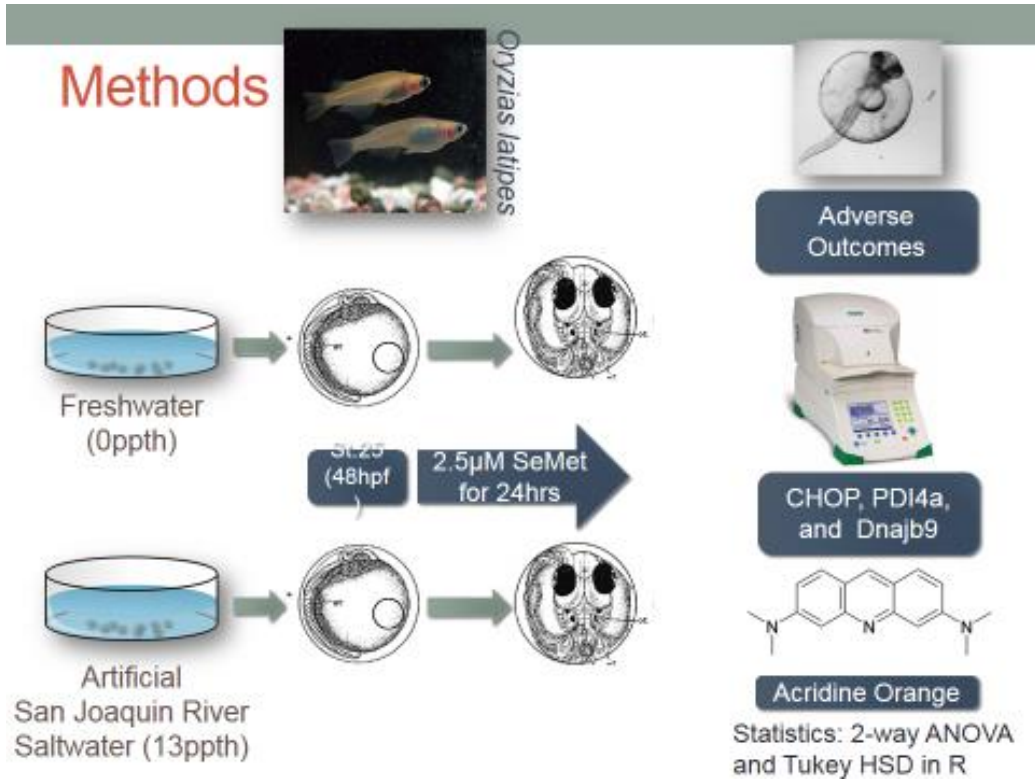 Methods
Oryzias latipes
Adverse
Outcomes
Freshwater
(0ppth)
St.25
(48hpf
)
2.5µM SeMet
for 24hrs
CHOP, PDI4a,
and Dnajb9
Artificial
San Joaquin River
Saltwater (13ppth)
N
N
N
Acridine Orange
Statistics: 2-way ANOVA
and Tukey HSD in R